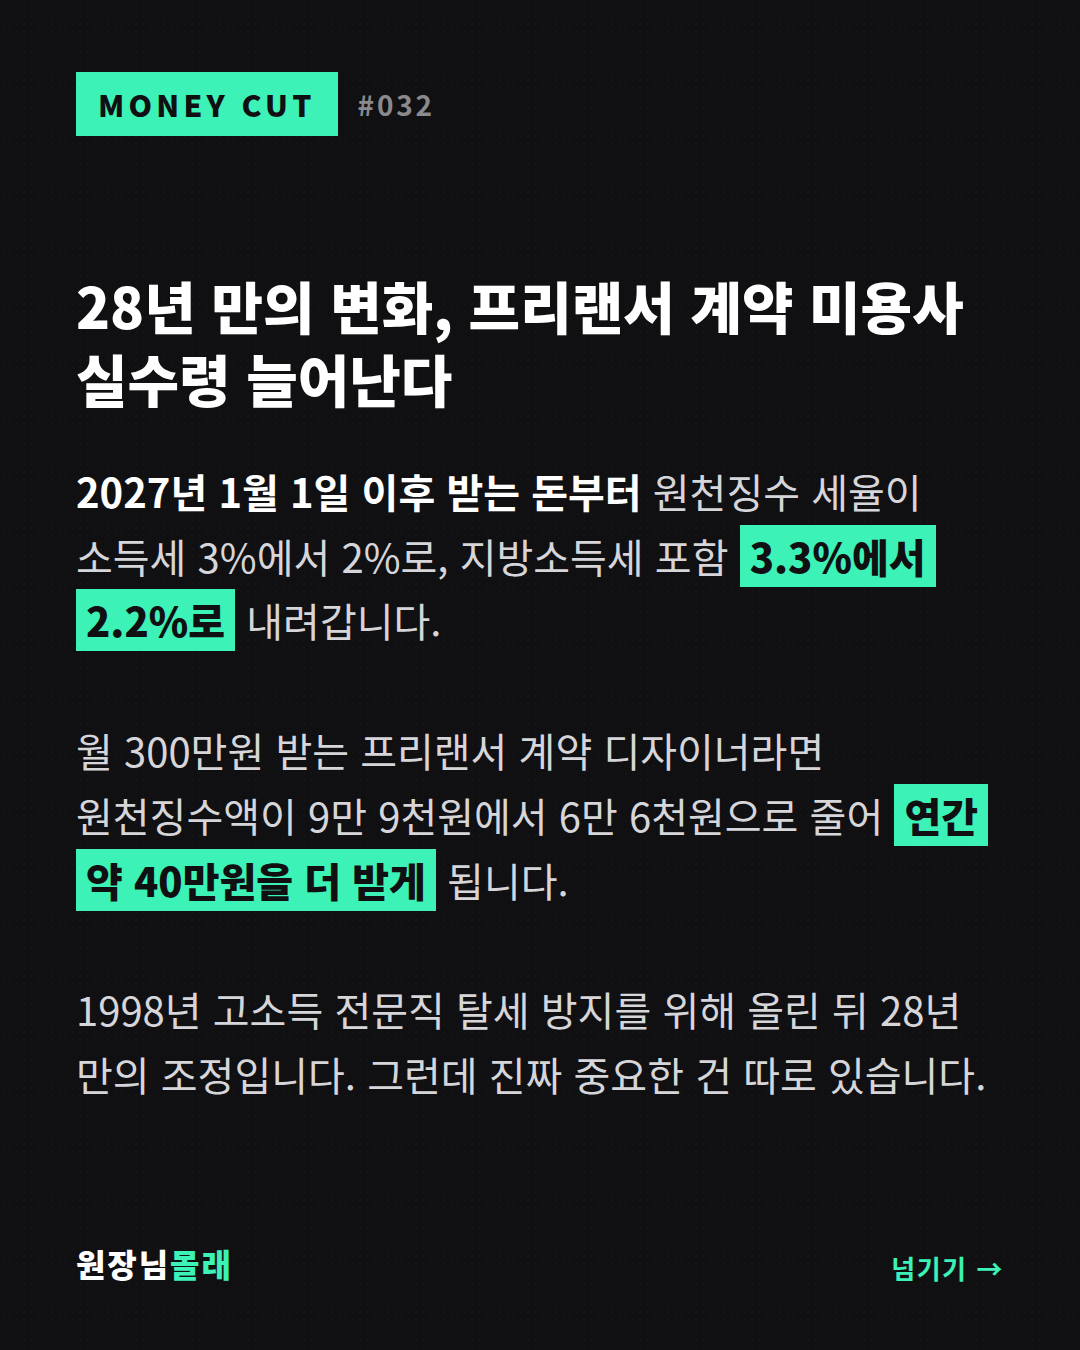 MONEY CUT #032
28년 만의 변화, 프리랜서 계약 미용사
실수령 늘어난다
2027년 1월 1일 이후 받는 돈부터 원천징수 세율이
소득세 3%에서 2%로, 지방소득세 포함 3.3%에서
2.2%로 내려갑니다.
월 300만원 받는 프리랜서 계약 디자이너라면
원천징수액이 9만 9천원에서 6만 6천원으로 줄어 연간
약 40만원을 더 받게 됩니다.
1998년 고소득 전문직 탈세 방지를 위해 올린 뒤 28년
만의 조정입니다. 그런데 진짜 중요한 건 따로 있습니다.
원장님몰래
넘기기 →